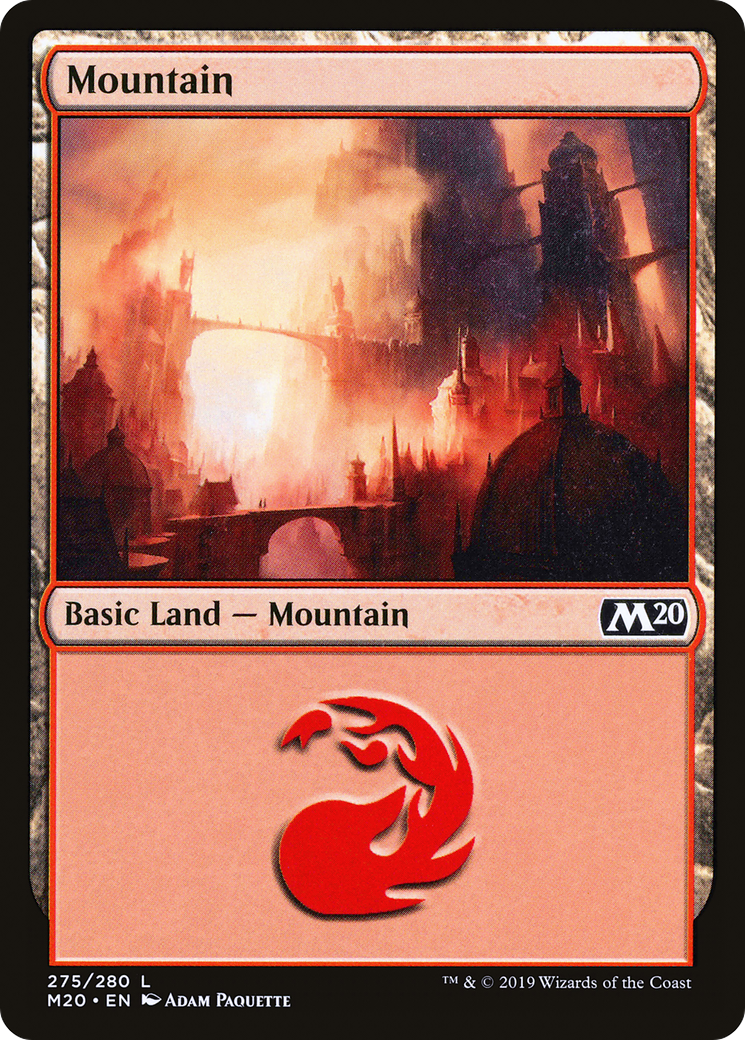 Mountain
Basic Land — Mountain
M20
275/280 L
M20 • EN Adam Paquette
™ & © 2019 Wizards of the Coast